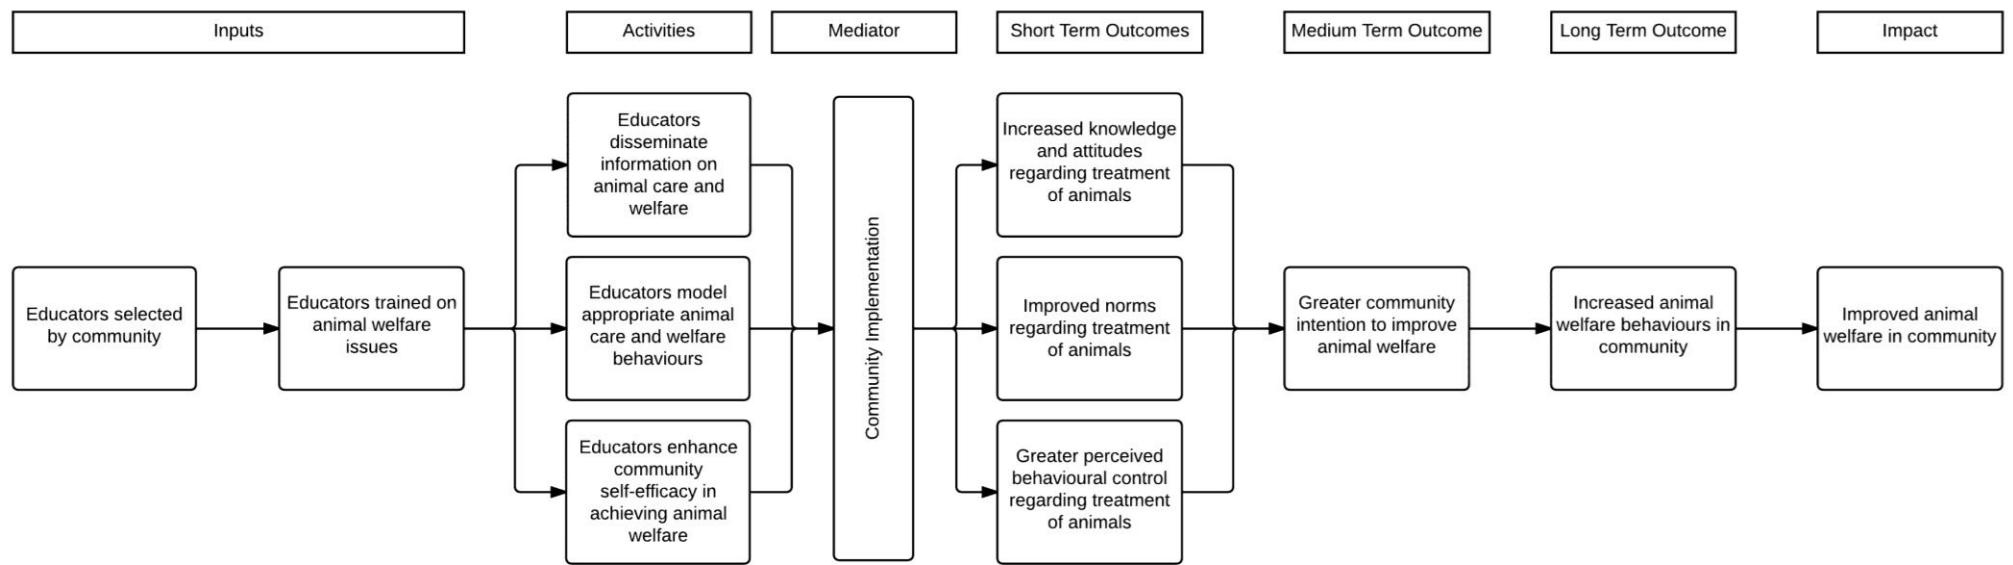 Inputs
Activities
Mediator
Short Term Outcomes
Medium Term Outcome
Long Term Outcome
Impact
Educators selected
by community
Educators trained on
animal welfare
issues
Educators
disseminate
information on
animal care and
welfare
Educators model
appropriate animal
care and welfare
behaviours
Educators enhance
community
self-efficacy in
achieving animal
welfare
Community Implementation
Increased knowledge
and attitudes
regarding treatment
of animals
Improved norms
regarding treatment
of animals
Greater perceived
behavioural control
regarding treatment
of animals
Greater community
intention to improve
animal welfare
Increased animal
welfare behaviours in
community
Improved animal
welfare in community